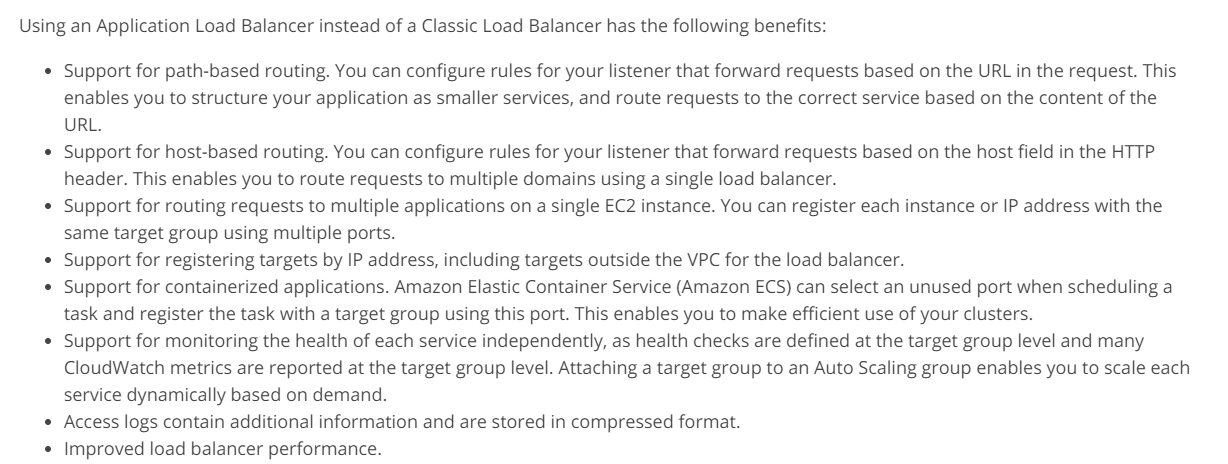 Using an Application Load Balancer instead of a Classic Load Balancer has the following benefits:
• Support for path-based routing. You can configure rules for your listener that forward requests based on the URL in the request. This
enables you to structure your application as smaller services, and route requests to the correct service based on the content of the
URL.
• Support for host-based routing. You can configure rules for your listener that forward requests based on the host field in the HTTP
header. This enables you to route requests to multiple domains using a single load balancer.
• Support for routing requests to multiple applications on a single EC2 instance. You can register each instance or IP address with the
same target group using multiple ports.
• Support for registering targets by IP address, including targets outside the VPC for the load balancer.
• Support for containerized applications. Amazon Elastic Container Service (Amazon ECS) can select an unused port when scheduling a
task and register the task with a target group using this port. This enables you to make efficient use of your clusters.
• Support for monitoring the health of each service independently, as health checks are defined at the target group level and many
CloudWatch metrics are reported at the target group level. Attaching a target group to an Auto Scaling group enables you to scale each
service dynamically based on demand.
• Access logs contain additional information and are stored in compressed format.
• Improved load balancer performance.